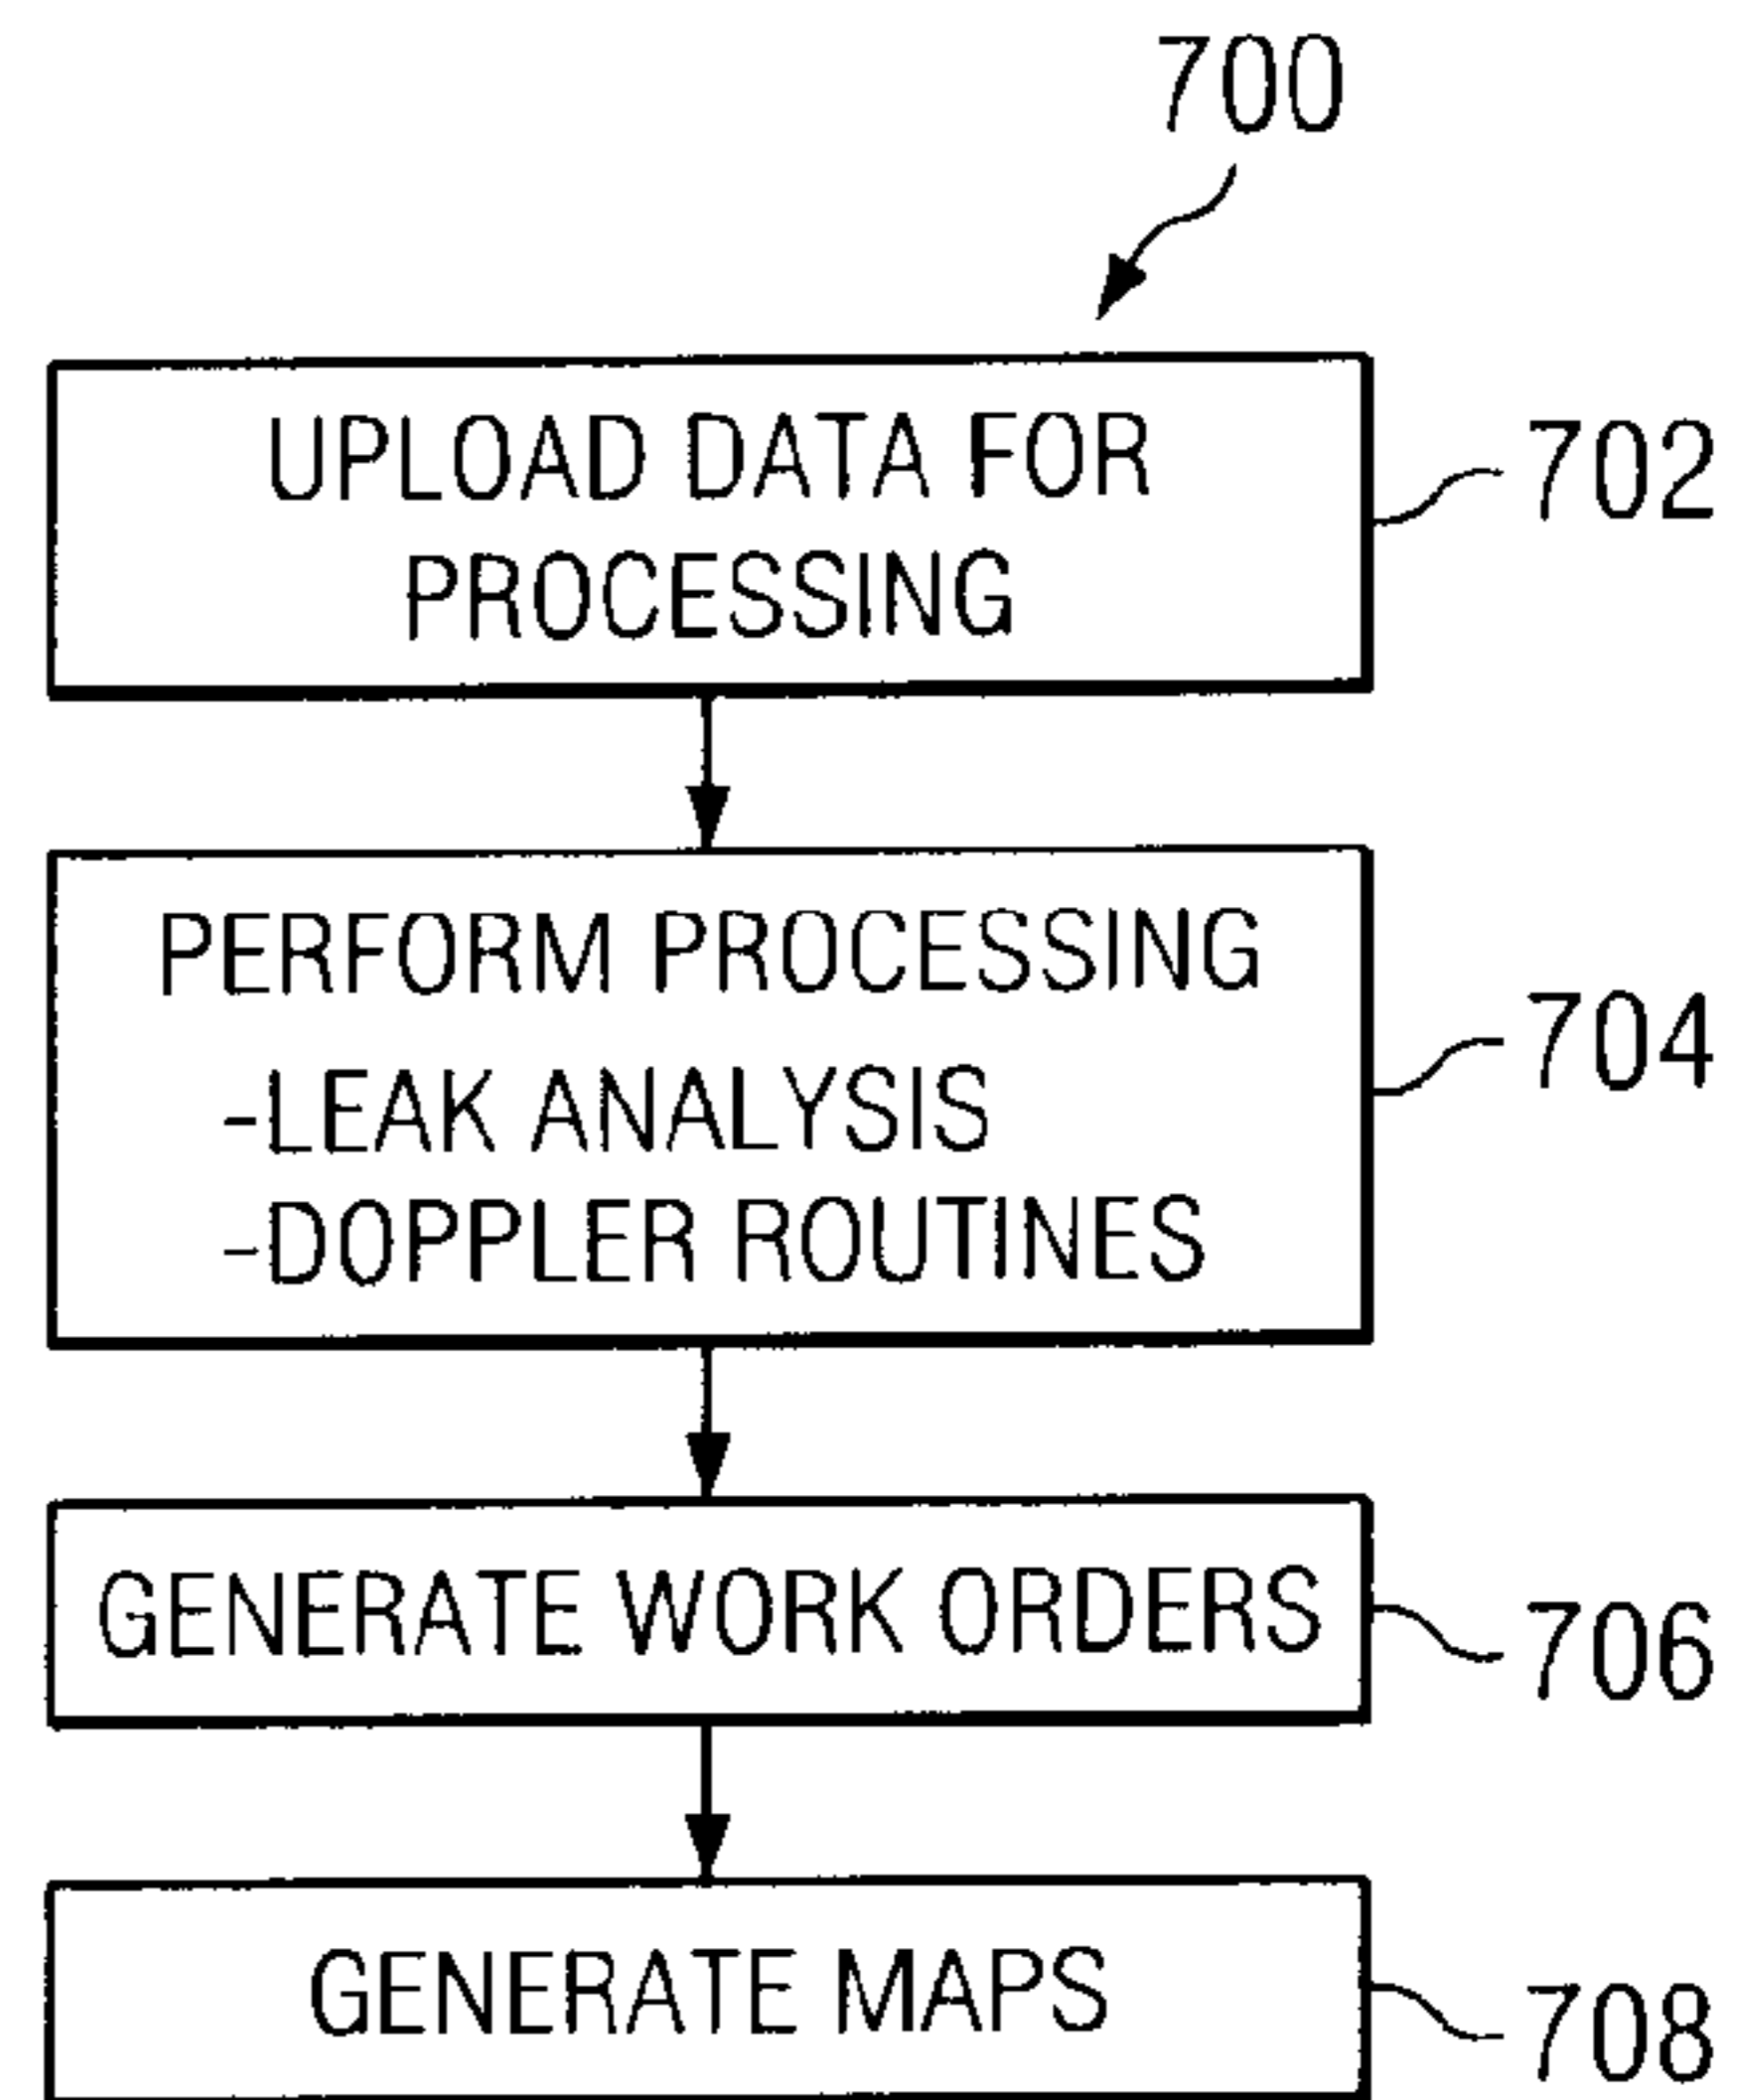 700
UPLOAD DATA FOR
PROCESSING
702
PERFORM PROCESSING
-LEAK ANALYSIS
-DOPPLER ROUTINES
704
GENERATE WORK ORDERS
706
GENERATE MAPS
708